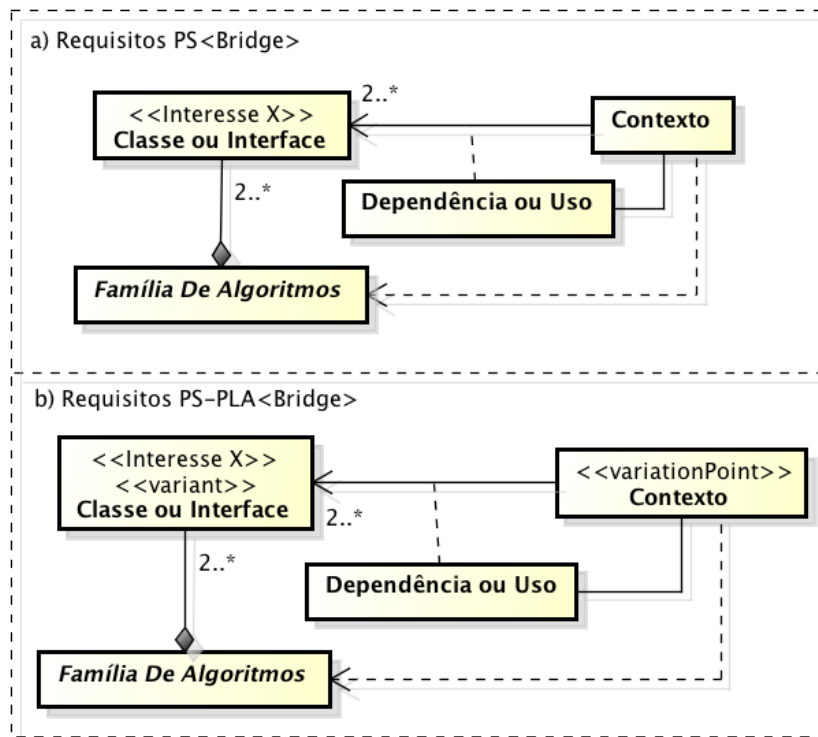 a) Requisitos PS<Bridge>
<<Interesse X>>
Classe ou Interface
2..*
Contexto
2..*
Dependência ou Uso
Família De Algoritmos
b) Requisitos PS-PLA<Bridge>
<<Interesse X>>
<<variant>>
Classe ou Interface
2..*
<<variationPoint>>
Contexto
2..*
Dependência ou Uso
Família De Algoritmos